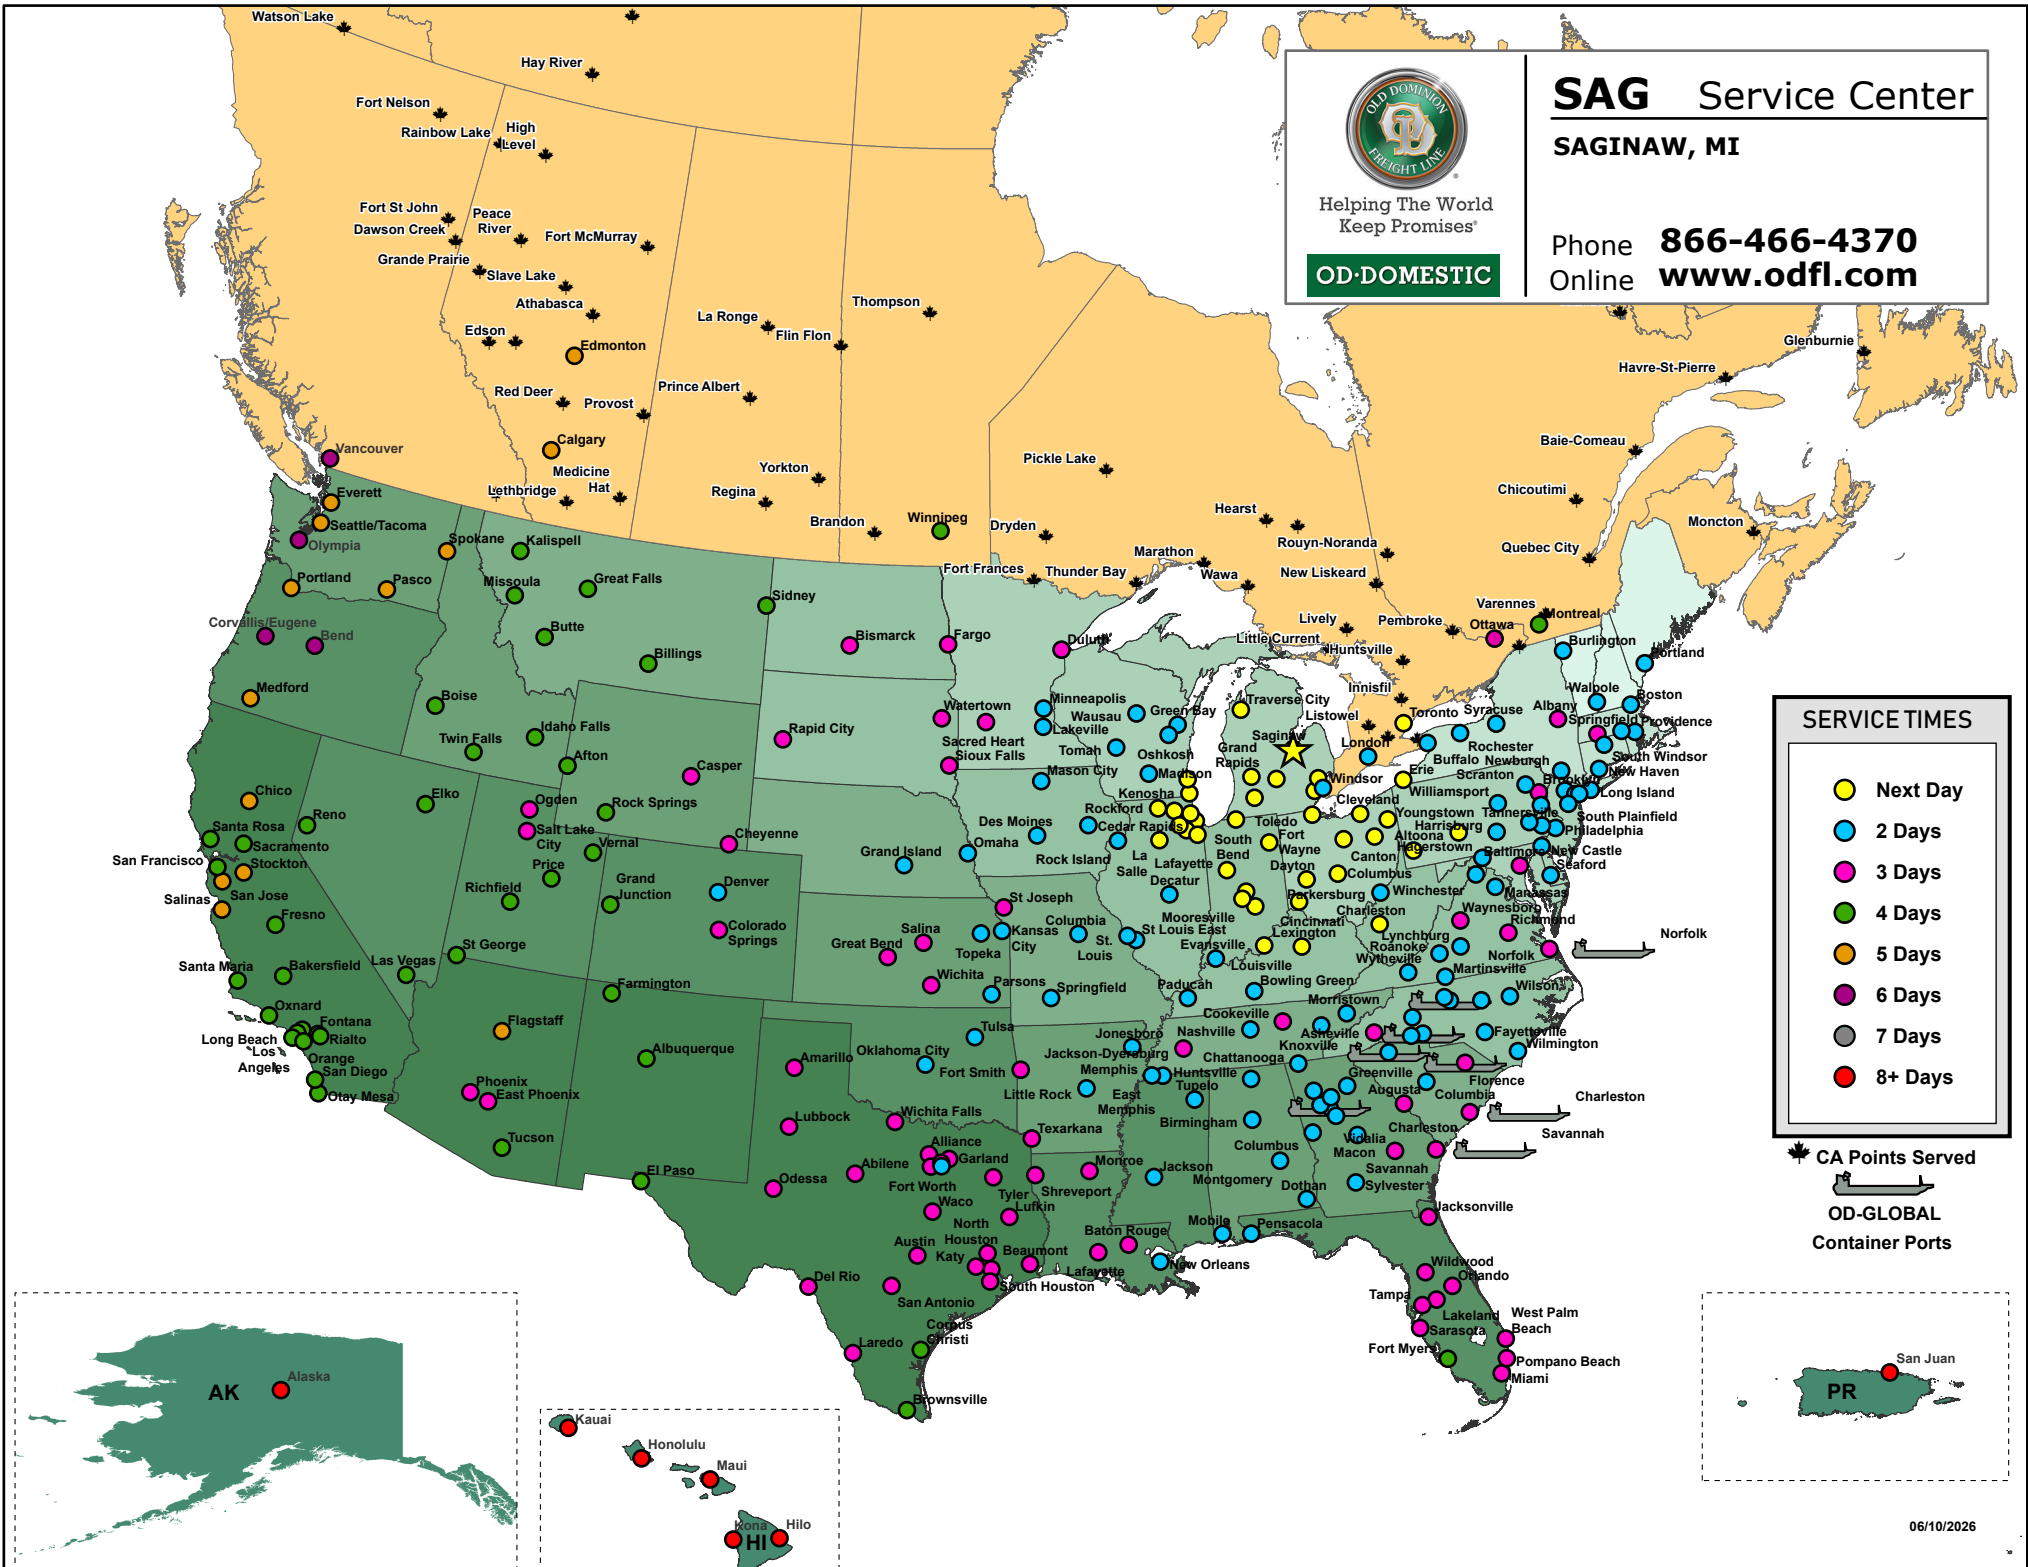 Watson Lake
Hay River
Fort Nelson
Rainbow Lake
High
Level
Fort St John
Dawson Creek
Peace
River
Fort McMurray
Grande Prairie
Slave Lake
Athabasca
Edson
Edmonton
La Ronge
Flin Flon
Thompson
Red Deer
Provost
Prince Albert
Calgary
Medicine
Hat
Lethbridge
Yorkton
Regina
Brandon
Winnipeg
Pickle Lake
Dryden
Fort Frances
Thunder Bay
Marathon
Wawa
Hearst
Rouyn-Noranda
New Liskeard
Lively
Little Current
Huntsville
Pembroke
Innisfil
Listowel
Toronto
London
Windsor
Ottawa
Varennes
Montreal
Quebec City
Chicoutimi
Baie-Comeau
Havre-St-Pierre
Glenburnie
Moncton
OLD DOMINION
FREIGHT LINE
Helping The World
Keep Promises®
OD·DOMESTIC
SAG Service Center
SAGINAW, MI
Phone 866-466-4370
Online www.odfl.com
Vancouver
Everett
Seattle/Tacoma
Olympia
Spokane
Kalispell
Portland
Pasco
Missoula
Great Falls
Sidney
Corvallis/Eugene
Bend
Butte
Billings
Bismarck
Fargo
Duluth
Medford
Boise
Idaho Falls
Twin Falls
Afton
Casper
Rapid City
Watertown
Sacred Heart
Sioux Falls
Minneapolis
Lakeville
Wausau
Green Bay
Tomah
Oshkosh
Mason City
Madison
Kenosha
Rockford
Traverse City
Saginaw
Grand
Rapids
Chico
Reno
Elko
Ogden
Salt Lake
City
Rock Springs
Cheyenne
Vernal
Price
Santa Rosa
Sacramento
San Francisco
Stockton
San Jose
Salinas
Fresno
Richfield
Grand
Junction
Denver
Colorado
Springs
Grand Island
Omaha
Des Moines
Cedar Rapids
Rock Island
La
Salle
Lafayette
South
Bend
Fort
Wayne
Toledo
Cleveland
Youngstown
Erie
Buffalo
Rochester
Syracuse
Albany
Burlington
Portland
Walpole
Boston
Springfield
Providence
South Windsor
New Haven
Newburgh
Scranton
Brooklyn
Long Island
Williamsport
Tannersville
South Plainfield
Philadelphia
Altoona
Harrisburg
Hagerstown
Baltimore
New Castle
Seaford
Canton
Dayton
Columbus
Parkersburg
Winchester
Manassas
Charleston
Waynesboro
Richmond
Cincinnati
Lexington
Lynchburg
Roanoke
Wytheville
Norfolk
Norfolk
Martinsville
Decatur
Mooresville
St Louis East
St.
Louis
Evansville
Louisville
Bowling Green
St Joseph
Columbia
Kansas
City
Topeka
Salina
Great Bend
Wichita
Parsons
Springfield
Paducah
St George
Las Vegas
Santa Maria
Bakersfield
Oxnard
Fontana
Rialto
Long Beach
Los
Angeles
Orange
San Diego
Otay Mesa
Farmington
Flagstaff
Albuquerque
Phoenix
East Phoenix
Tucson
El Paso
Amarillo
Lubbock
Odessa
Abilene
Wichita Falls
Oklahoma City
Tulsa
Fort Smith
Little Rock
Jonesboro
Jackson-Dyersburg
Memphis
East
Memphis
Tupelo
Nashville
Cookeville
Morristown
Asheville
Knoxville
Chattanooga
Huntsville
Birmingham
Wilson
Fayetteville
Wilmington
Greenville
Florence
Columbia
Augusta
Charleston
Charleston
Savannah
Savannah
Vidalia
Macon
Columbus
Montgomery
Dothan
Sylvester
Jackson
Monroe
Shreveport
Texarkana
Alliance
Garland
Fort Worth
Tyler
Waco
Lufkin
North
Houston
Katy
Austin
Beaumont
South Houston
San Antonio
Del Rio
Laredo
Corpus
Christi
Brownsville
Lafayette
Baton Rouge
New Orleans
Mobile
Pensacola
Jacksonville
Wildwood
Orlando
Tampa
Lakeland
Sarasota
Fort Myers
West Palm
Beach
Pompano Beach
Miami
SERVICE TIMES
Next Day
2 Days
3 Days
4 Days
5 Days
6 Days
7 Days
8+ Days
CA Points Served
OD-GLOBAL
Container Ports
AK
Alaska
Kauai
Honolulu
Maui
Kona
Hilo
HI
San Juan
PR
06/10/2026